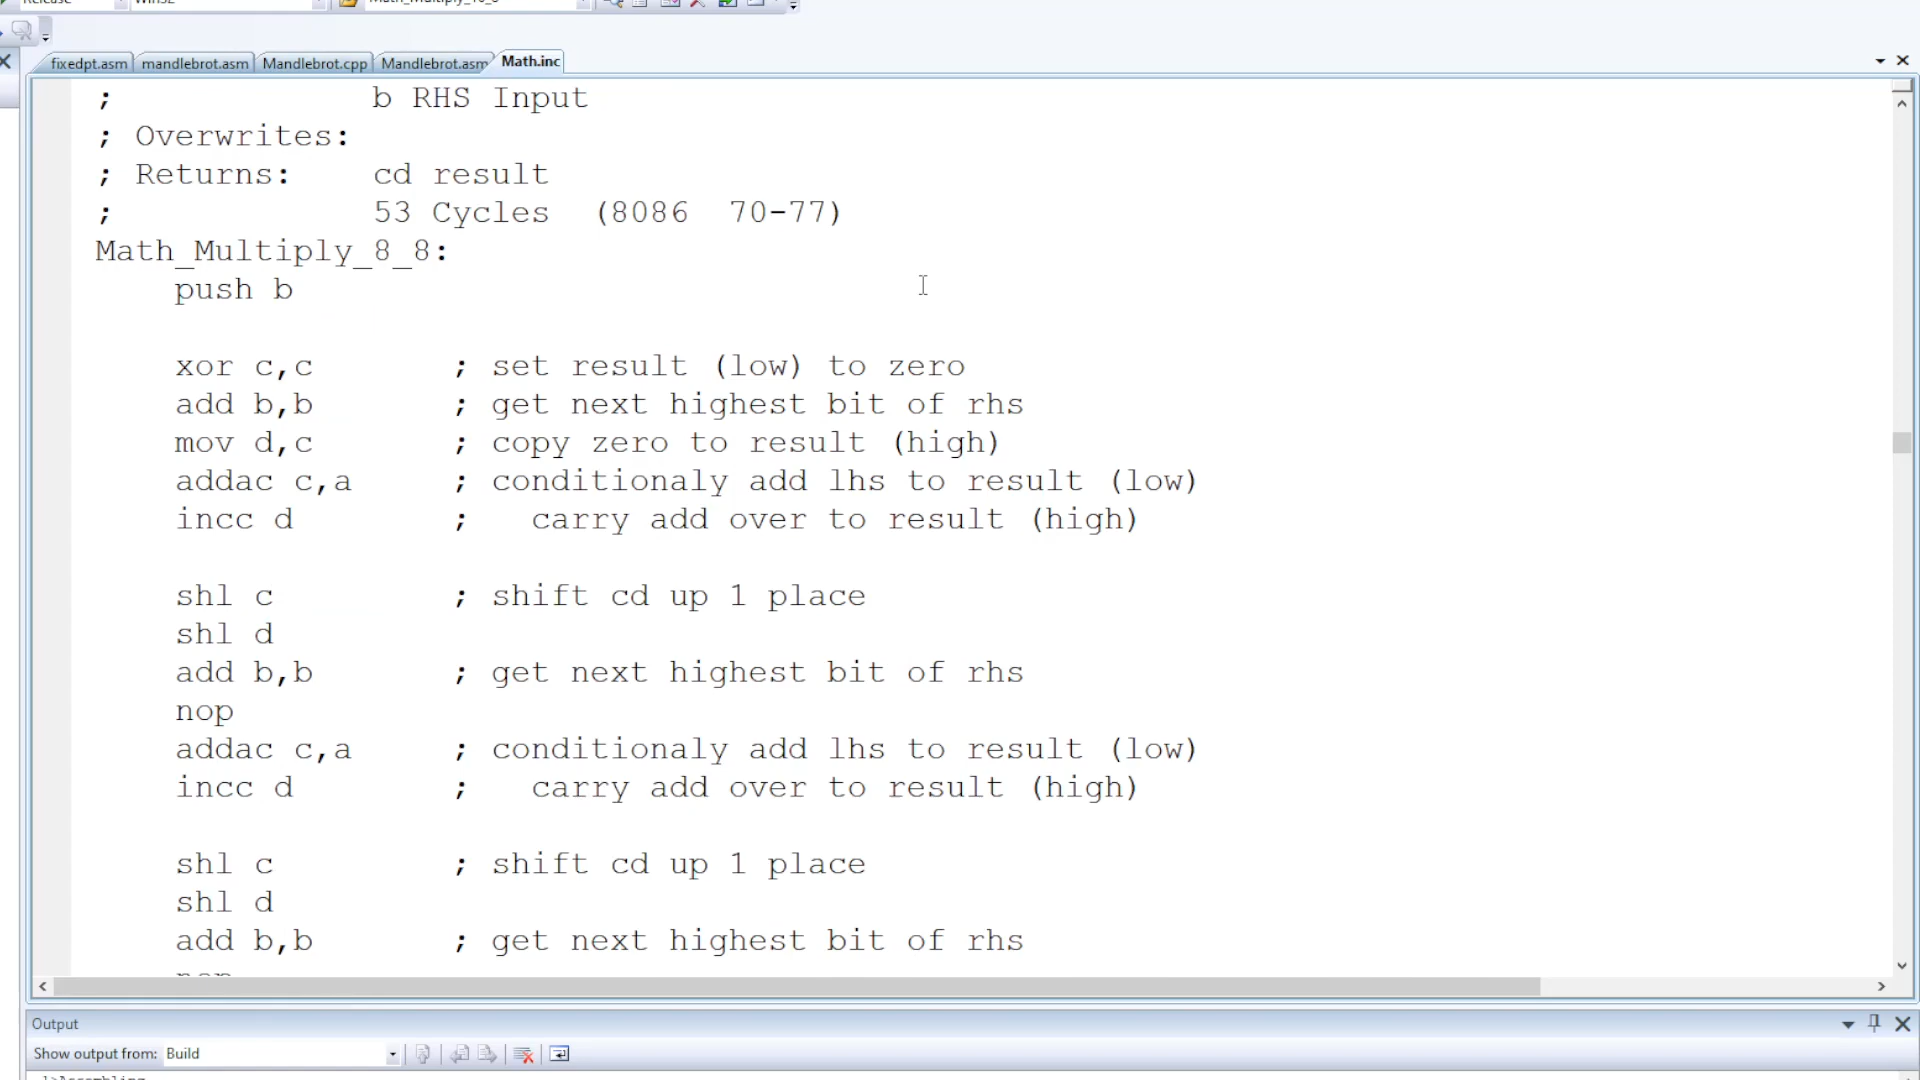 fixedpt.asm mandlebrot.asm Mandlebrot.cpp Mandlebrot.asm Math.inc
; b RHS Input
; Overwrites:
; Returns: cd result
; 53 Cycles (8086 70-77)
Math_Multiply_8_8:
push b
xor c,c ; set result (low) to zero
add b,b ; get next highest bit of rhs
mov d,c ; copy zero to result (high)
addac c,a ; conditionaly add lhs to result (low)
incc d ; carry add over to result (high)
shl c ; shift cd up 1 place
shl d
add b,b ; get next highest bit of rhs
nop
addac c,a ; conditionaly add lhs to result (low)
incc d ; carry add over to result (high)
shl c ; shift cd up 1 place
shl d
add b,b ; get next highest bit of rhs
Output
Show output from: Build